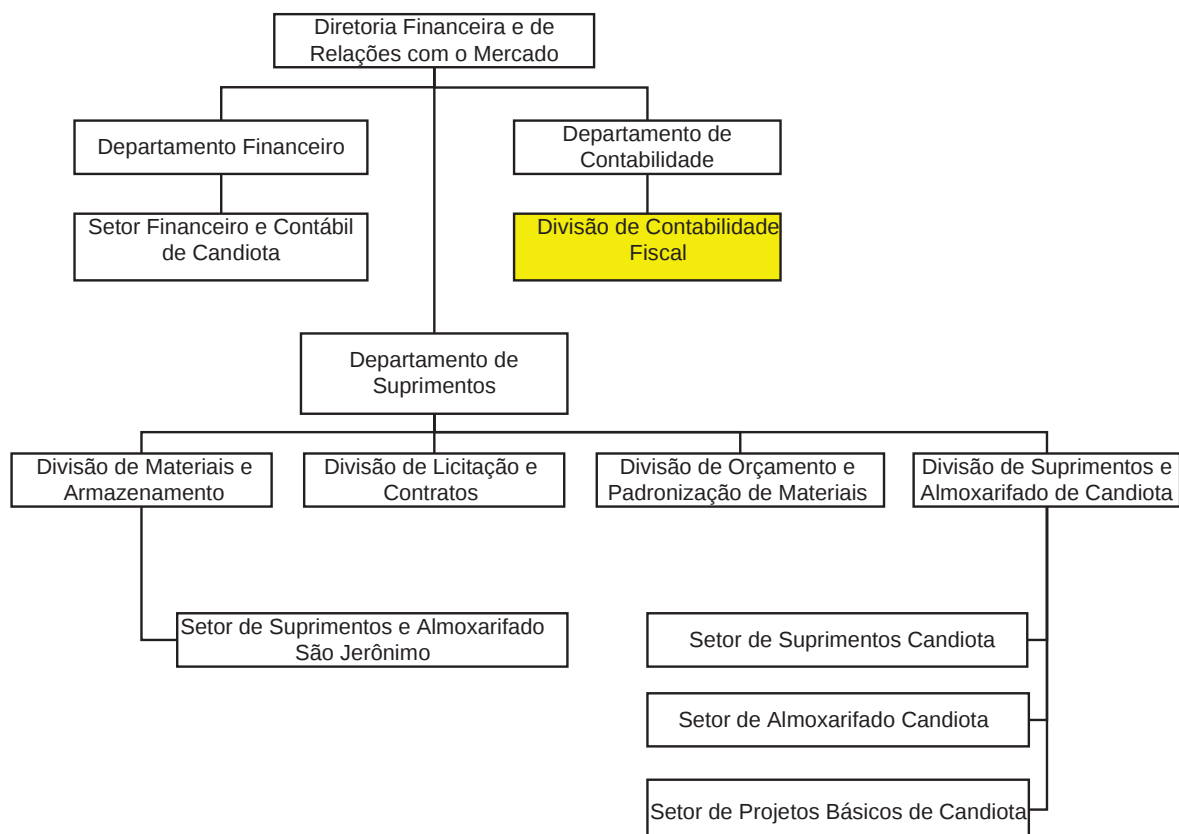 Diretoria Financeira e de
Relações com o Mercado
Departamento Financeiro
Departamento de
Contabilidade
Setor Financeiro e Contábil
de Candiota
Divisão de Contabilidade
Fiscal
Departamento de
Suprimentos
Divisão de Materiais e
Armazenamento
Divisão de Licitação e
Contratos
Divisão de Orçamento e
Padronização de Materiais
Divisão de Suprimentos e
Almoxarifado de Candiota
Setor de Suprimentos e Almoxarifado
São Jerônimo
Setor de Suprimentos Candiota
Setor de Almoxarifado Candiota
Setor de Projetos Básicos de Candiota